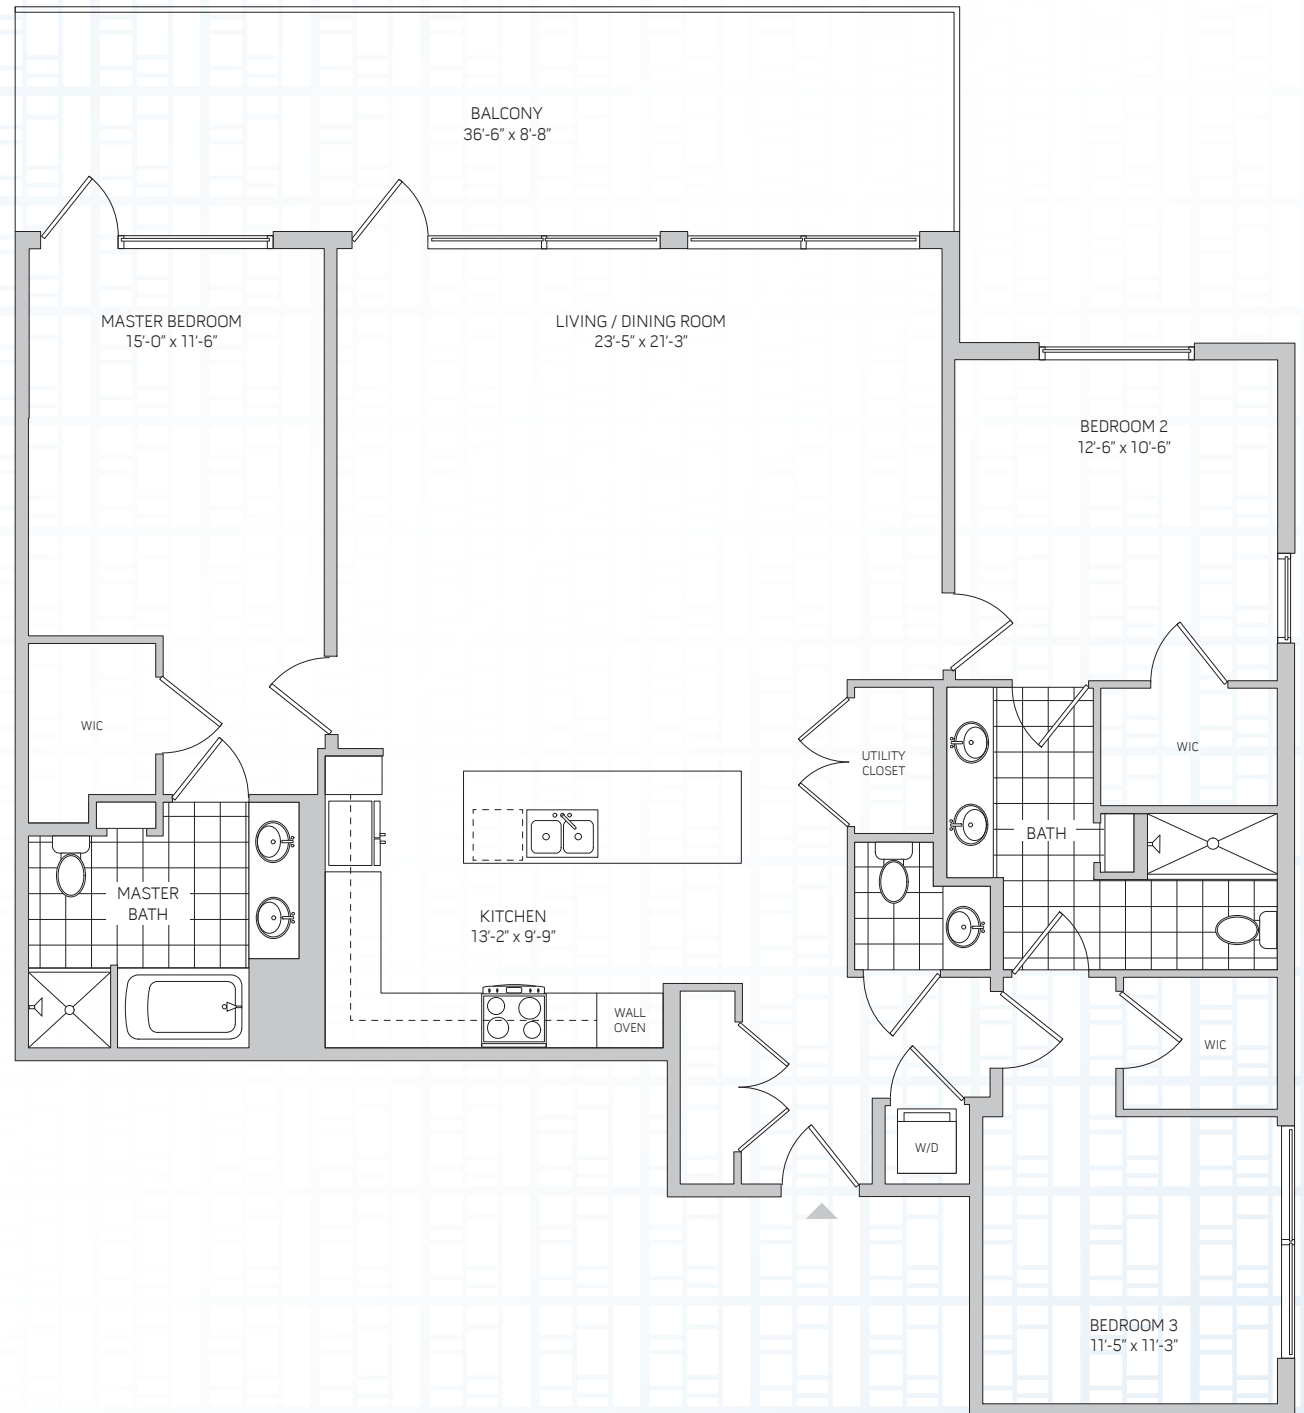 BALCONY
36'-6" x 8'-8"
MASTER BEDROOM
15'-0" x 11'-6"
LIVING / DINING ROOM
23'-5" x 21'-3"
BEDROOM 2
12'-6" x 10'-6"
WIC
UTILITY
CLOSET
WIC
BATH
MASTER
BATH
KITCHEN
13'-2" x 9'-9"
WALL
OVEN
WIC
W/D
BEDROOM 3
11'-5" x 11'-3"